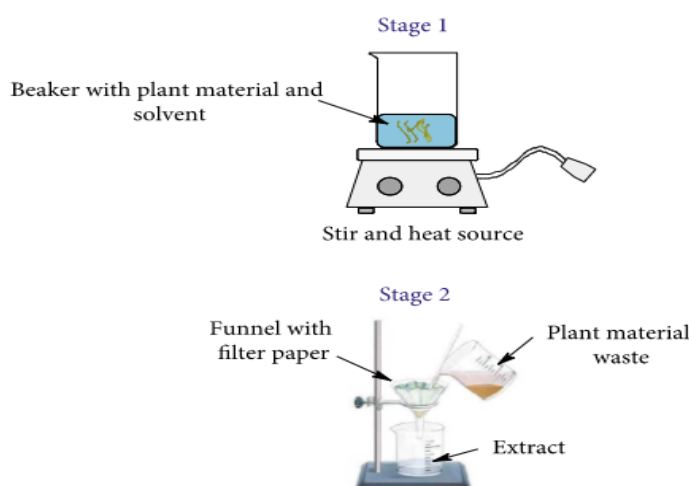 Stage 1
Beaker with plant material and
solvent
Stir and heat source
Stage 2
Funnel with
filter paper
Plant material
waste
Extract